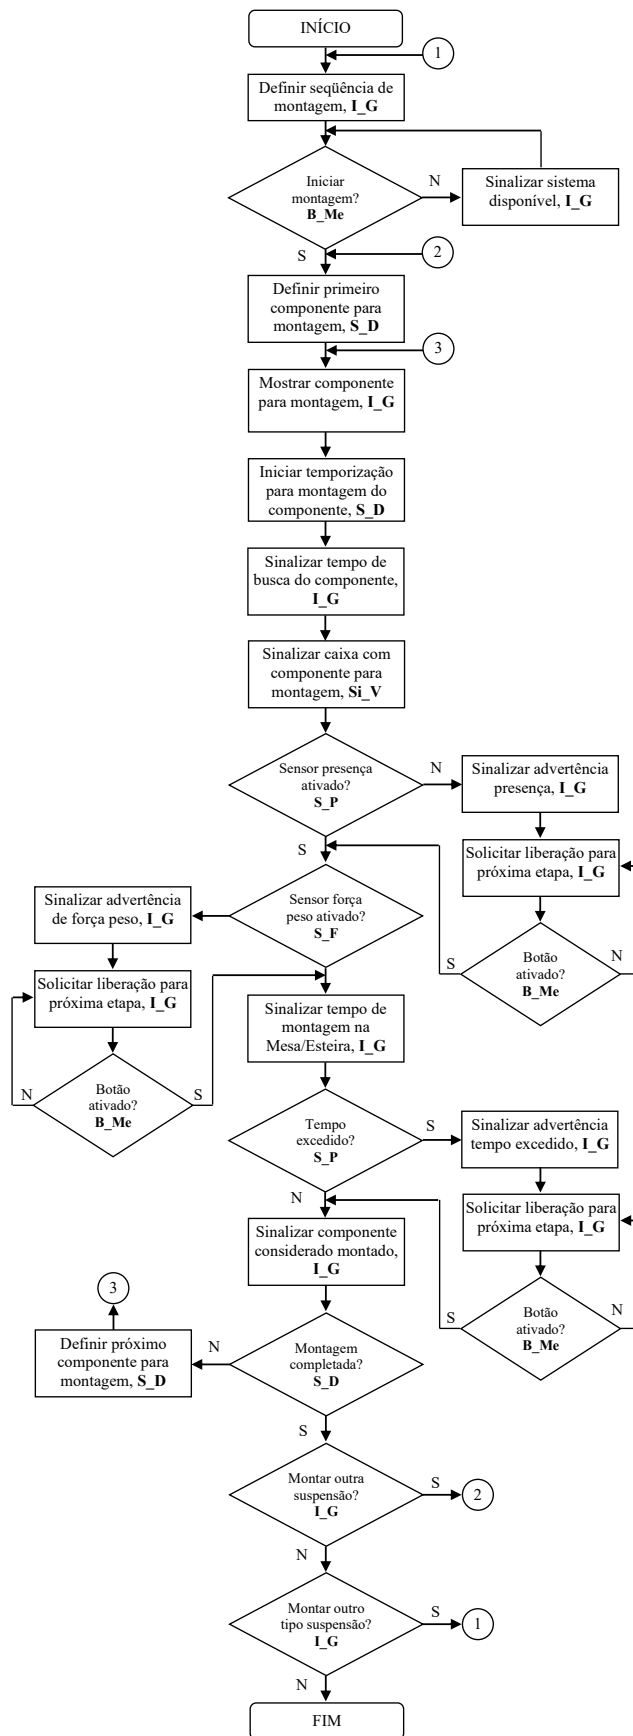 INÍCIO
1
Definir seqüência de
montagem, I_G
Iniciar
montagem?
B_Me
N
Sinalizar sistema
disponível, I_G
S
2
Definir primeiro
componente para
montagem, S_D
3
Mostrar componente
para montagem, I_G
Iniciar temporização
para montagem do
componente, S_D
Sinalizar tempo de
busca do componente,
I_G
Sinalizar caixa com
componente para
montagem, Si_V
Sensor presença
ativado?
S_P
N
Sinalizar advertência
presença, I_G
S
Solicitar liberação para
próxima etapa, I_G
Botão
ativado?
B_Me
S
N
Sensor força
peso ativado?
S_F
Sinalizar advertência
de força peso, I_G
Solicitar liberação para
próxima etapa, I_G
Botão
ativado?
B_Me
N
S
Sinalizar tempo de
montagem na
Mesa/Esteira, I_G
Tempo
excedido?
S_P
S
Sinalizar advertência
tempo excedido, I_G
N
Solicitar liberação para
próxima etapa, I_G
Botão
ativado?
B_Me
S
N
Sinalizar componente
considerado montado,
I_G
Montagem
completada?
S_D
N
Definir próximo
componente para
montagem, S_D
3
S
Montar outra
suspensão?
I_G
S
2
N
Montar outro
tipo suspensão?
I_G
S
1
N
FIM